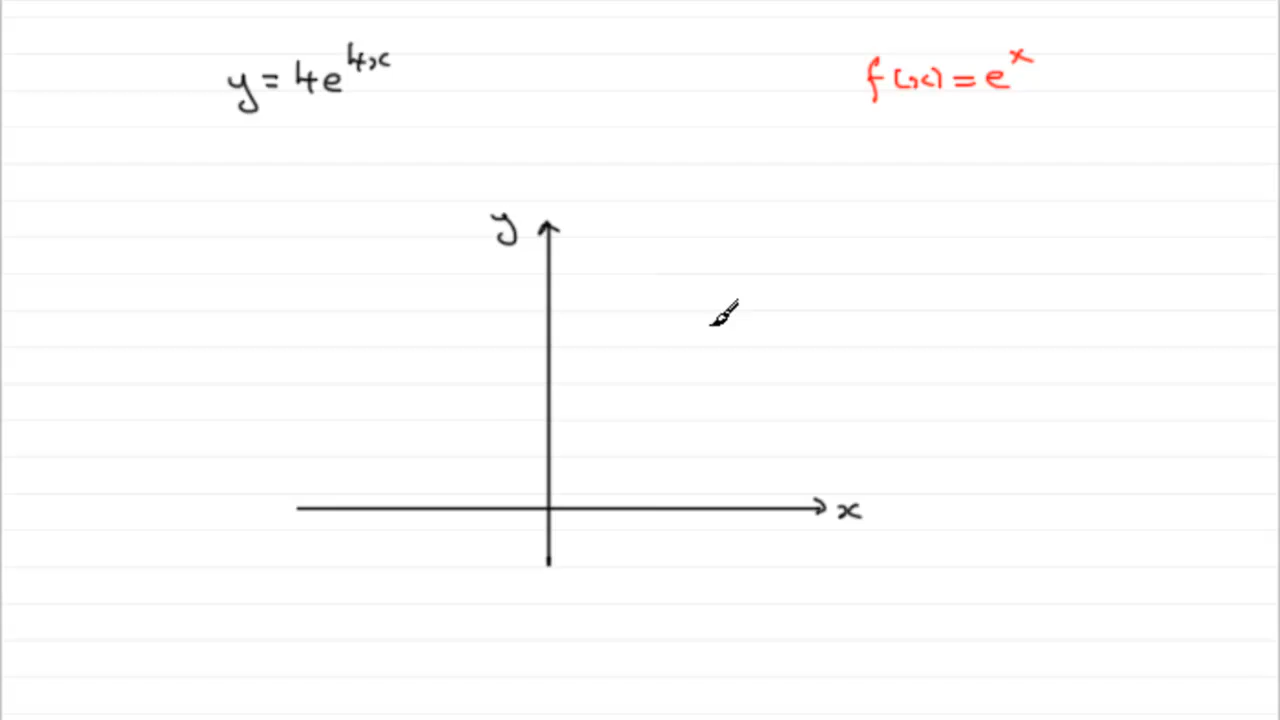 y = 4e^{4x}
f(x) = e^x
y
x